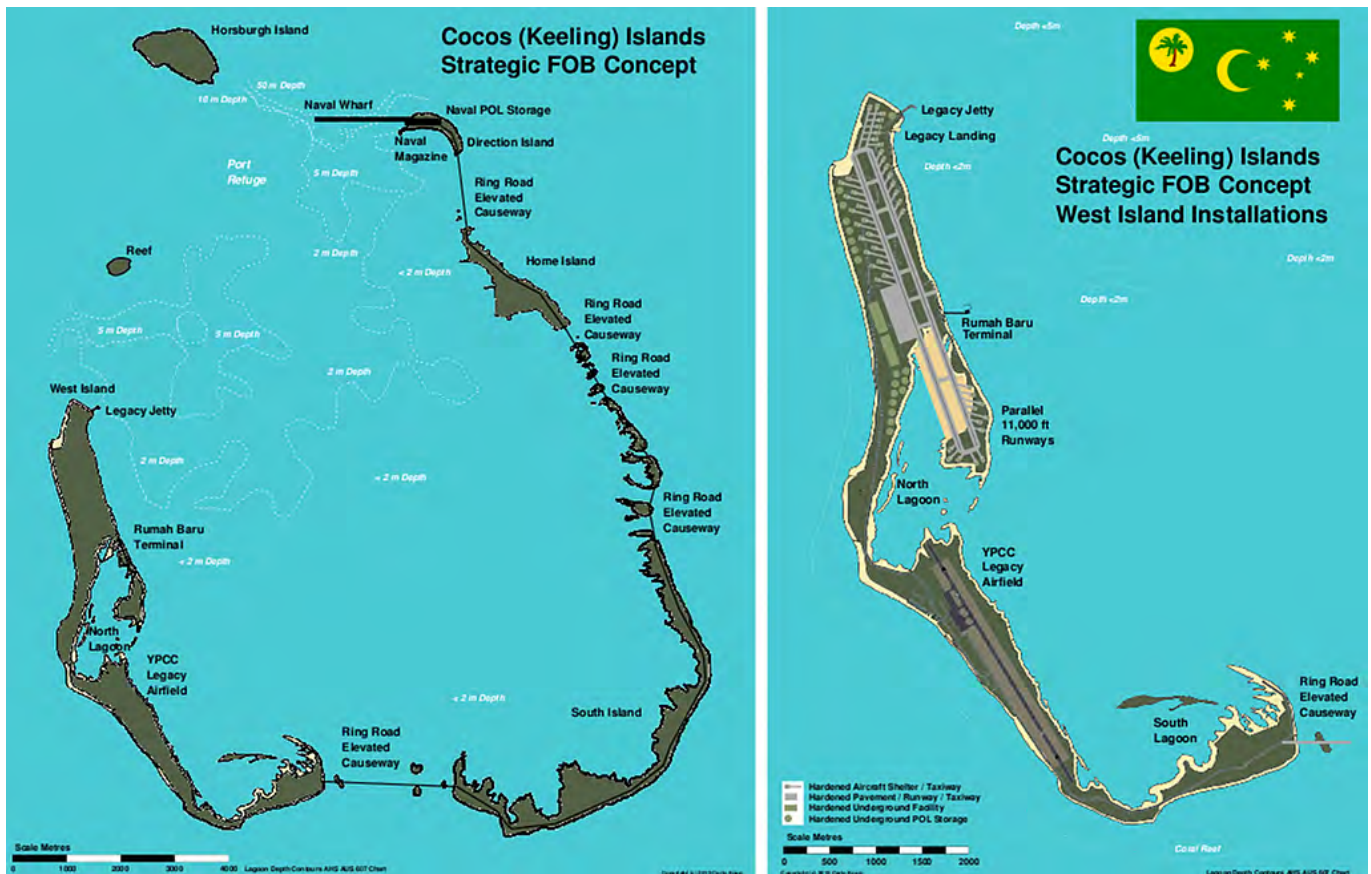 Horsburgh Island
Cocos (Keeling) Islands
Strategic FOB Concept
50 m Depth
10 m Depth
Naval Wharf
Naval POL Storage
Naval
Magazine
Direction Island
Port
Refuge
5 m Depth
Ring Road
Elevated
Causeway
2 m Depth
< 2 m Depth
Reef
Home Island
Ring Road
Elevated
Causeway
5 m Depth
5 m Depth
Ring Road
Elevated
Causeway
2 m Depth
West Island
Legacy Jetty
2 m Depth
< 2 m Depth
Ring Road
Elevated
Causeway
Rumah Baru
Terminal
< 2 m Depth
North
Lagoon
YPCC
Legacy
Airfield
< 2 m Depth
South Island
Ring Road
Elevated
Causeway
Scale Metres
0 1000 2000 3000 4000 Lagoon Depth Contours AHS AUS 607 Chart
Depth <5m
Legacy Jetty
Legacy Landing
Depth <5m
Depth <2m
Cocos (Keeling) Islands
Strategic FOB Concept
West Island Installations
Depth <2m
Depth <2m
Rumah Baru
Terminal
Parallel
11,000 ft
Runways
North
Lagoon
YPCC
Legacy
Airfield
Ring Road
Elevated
Causeway
South
Lagoon
Hardened Aircraft Shelter / Taxiway
Hardened Pavement / Runway / Taxiway
Hardened Underground Facility
Hardened Underground POL Storage
Scale Metres
0 500 1000 1500 2000
Coral Reef
Lagoon Depth Contours AHS AUS 607 Chart